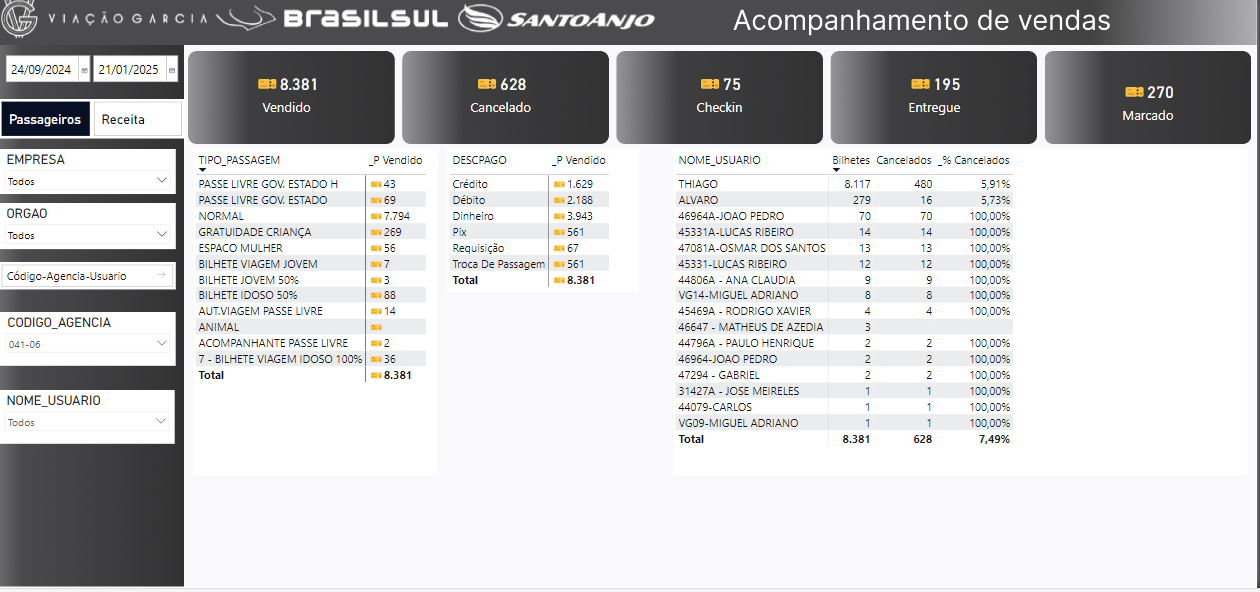 VIAÇÃO GARCIA BRASILSUL SANTOANJO Acompanhamento de vendas
24/09/2024 21/01/2025
Passageiros Receita
EMPRESA
Todos
ORGAO
Todos
Código-Agencia-Usuario
CODIGO_AGENCIA
041-06
NOME_USUARIO
Todos
8.381
Vendido
628
Cancelado
75
Checkin
195
Entregue
270
Marcado
TIPO_PASSAGEM _P Vendido
PASSE LIVRE GOV. ESTADO H 43
PASSE LIVRE GOV. ESTADO 69
NORMAL 7.794
GRATUIDADE CRIANÇA 269
ESPACO MULHER 56
BILHETE VIAGEM JOVEM 7
BILHETE JOVEM 50% 3
BILHETE IDOSO 50% 88
AUT.VIAGEM PASSE LIVRE 14
ANIMAL
ACOMPANHANTE PASSE LIVRE 2
7 - BILHETE VIAGEM IDOSO 100% 36
Total 8.381
DESCPAGO _P Vendido
Crédito 1.629
Débito 2.188
Dinheiro 3.943
Pix 561
Requisição 67
Troca De Passagem 561
Total 8.381
NOME_USUARIO Bilhetes Cancelados _% Cancelados
THIAGO 8.117 480 5,91%
ALVARO 279 16 5,73%
46964A-JOAO PEDRO 70 70 100,00%
45331A-LUCAS RIBEIRO 14 14 100,00%
47081A-OSMAR DOS SANTOS 13 13 100,00%
45331-LUCAS RIBEIRO 12 12 100,00%
44806A - ANA CLAUDIA 9 9 100,00%
VG14-MIGUEL ADRIANO 8 8 100,00%
45469A - RODRIGO XAVIER 4 4 100,00%
46647 - MATHEUS DE AZEDIA 3
44796A - PAULO HENRIQUE 2 2 100,00%
46964-JOAO PEDRO 2 2 100,00%
47294 - GABRIEL 2 2 100,00%
31427A - JOSE MEIRELES 1 1 100,00%
44079-CARLOS 1 1 100,00%
VG09-MIGUEL ADRIANO 1 1 100,00%
Total 8.381 628 7,49%